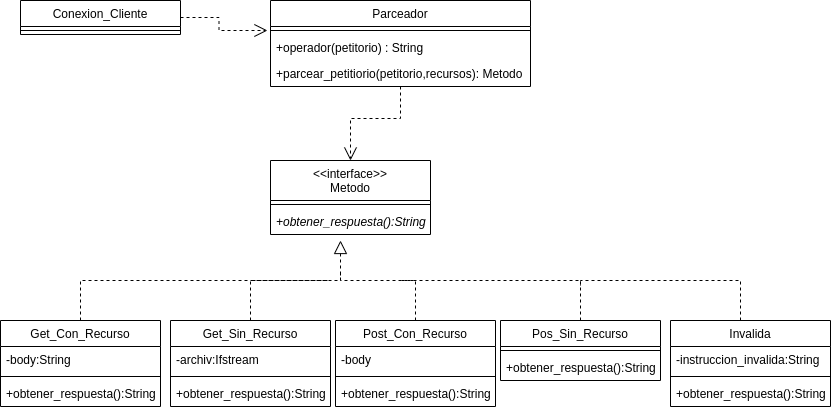 Conexion_Cliente
Parceador
+operador(petitorio) : String
+parcear_petitiorio(petitorio,recursos): Metodo
<<interface>>
Metodo
+obtener_respuesta():String
Get_Con_Recurso
-body:String
+obtener_respuesta():String
Get_Sin_Recurso
-archiv:Ifstream
+obtener_respuesta():String
Post_Con_Recurso
-body
+obtener_respuesta():String
Pos_Sin_Recurso
+obtener_respuesta():String
Invalida
-instruccion_invalida:String
+obtener_respuesta():String